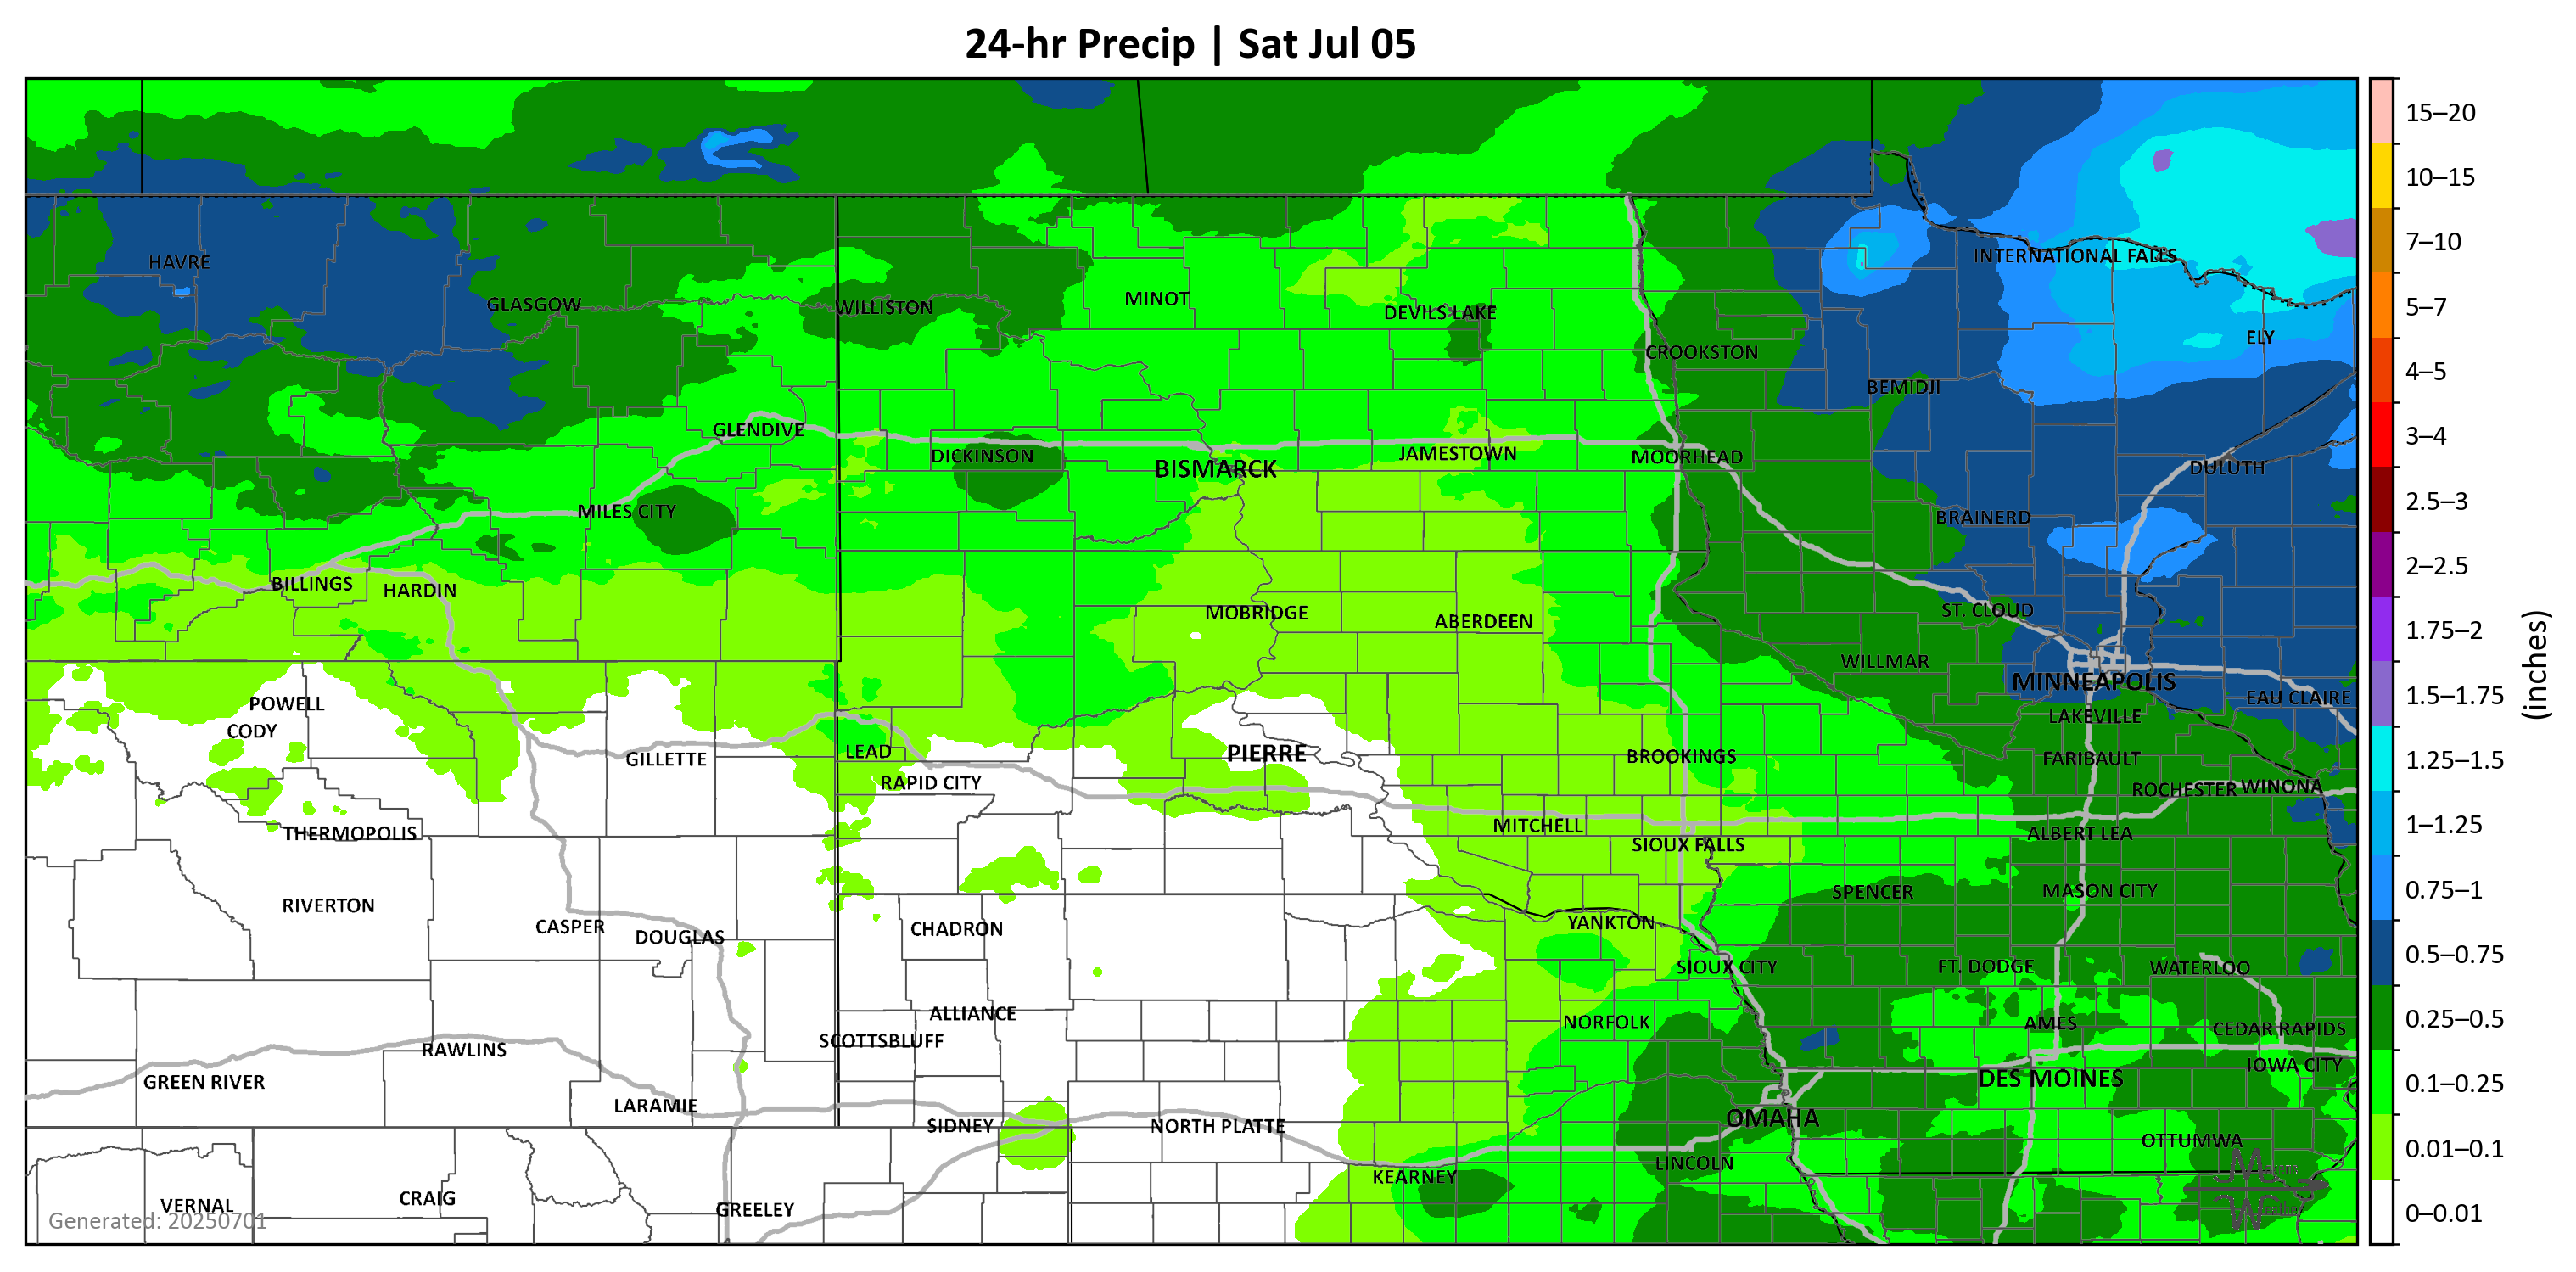 24-hr Precip | Sat Jul 05
15–20
10–15
HAVRE
INTERNATIONAL FALLS
7–10
GLASGOW
WILLISTON
MINOT
DEVILS LAKE
5–7
ELY
CROOKSTON
4–5
BEMIDJI
GLENDIVE
3–4
DICKINSON
BISMARCK
JAMESTOWN
MOORHEAD
DULUTH
2.5–3
MILES CITY
BRAINERD
2–2.5
BILLINGS
HARDIN
MOBRIDGE
ABERDEEN
ST. CLOUD
1.75–2
WILLMAR
MINNEAPOLIS
(inches)
EAU CLAIRE
1.5–1.75
POWELL
LAKEVILLE
CODY
GILLETTE
LEAD
PIERRE
BROOKINGS
FARIBAULT
1.25–1.5
RAPID CITY
ROCHESTER
WINONA
THERMOPOLIS
MITCHELL
ALBERT LEA
1–1.25
SIOUX FALLS
RIVERTON
SPENCER
MASON CITY
0.75–1
CASPER
DOUGLAS
CHADRON
YANKTON
0.5–0.75
SIOUX CITY
FT. DODGE
WATERLOO
ALLIANCE
NORFOLK
AMES
CEDAR RAPIDS
0.25–0.5
SCOTTSBLUFF
RAWLINS
IOWA CITY
GREEN RIVER
DES MOINES
0.1–0.25
LARAMIE
SIDNEY
NORTH PLATTE
OMAHA
OTTUMWA
0.01–0.1
LINCOLN
KEARNEY
VERNAL
CRAIG
GREELEY
0–0.01
Generated: 20250701